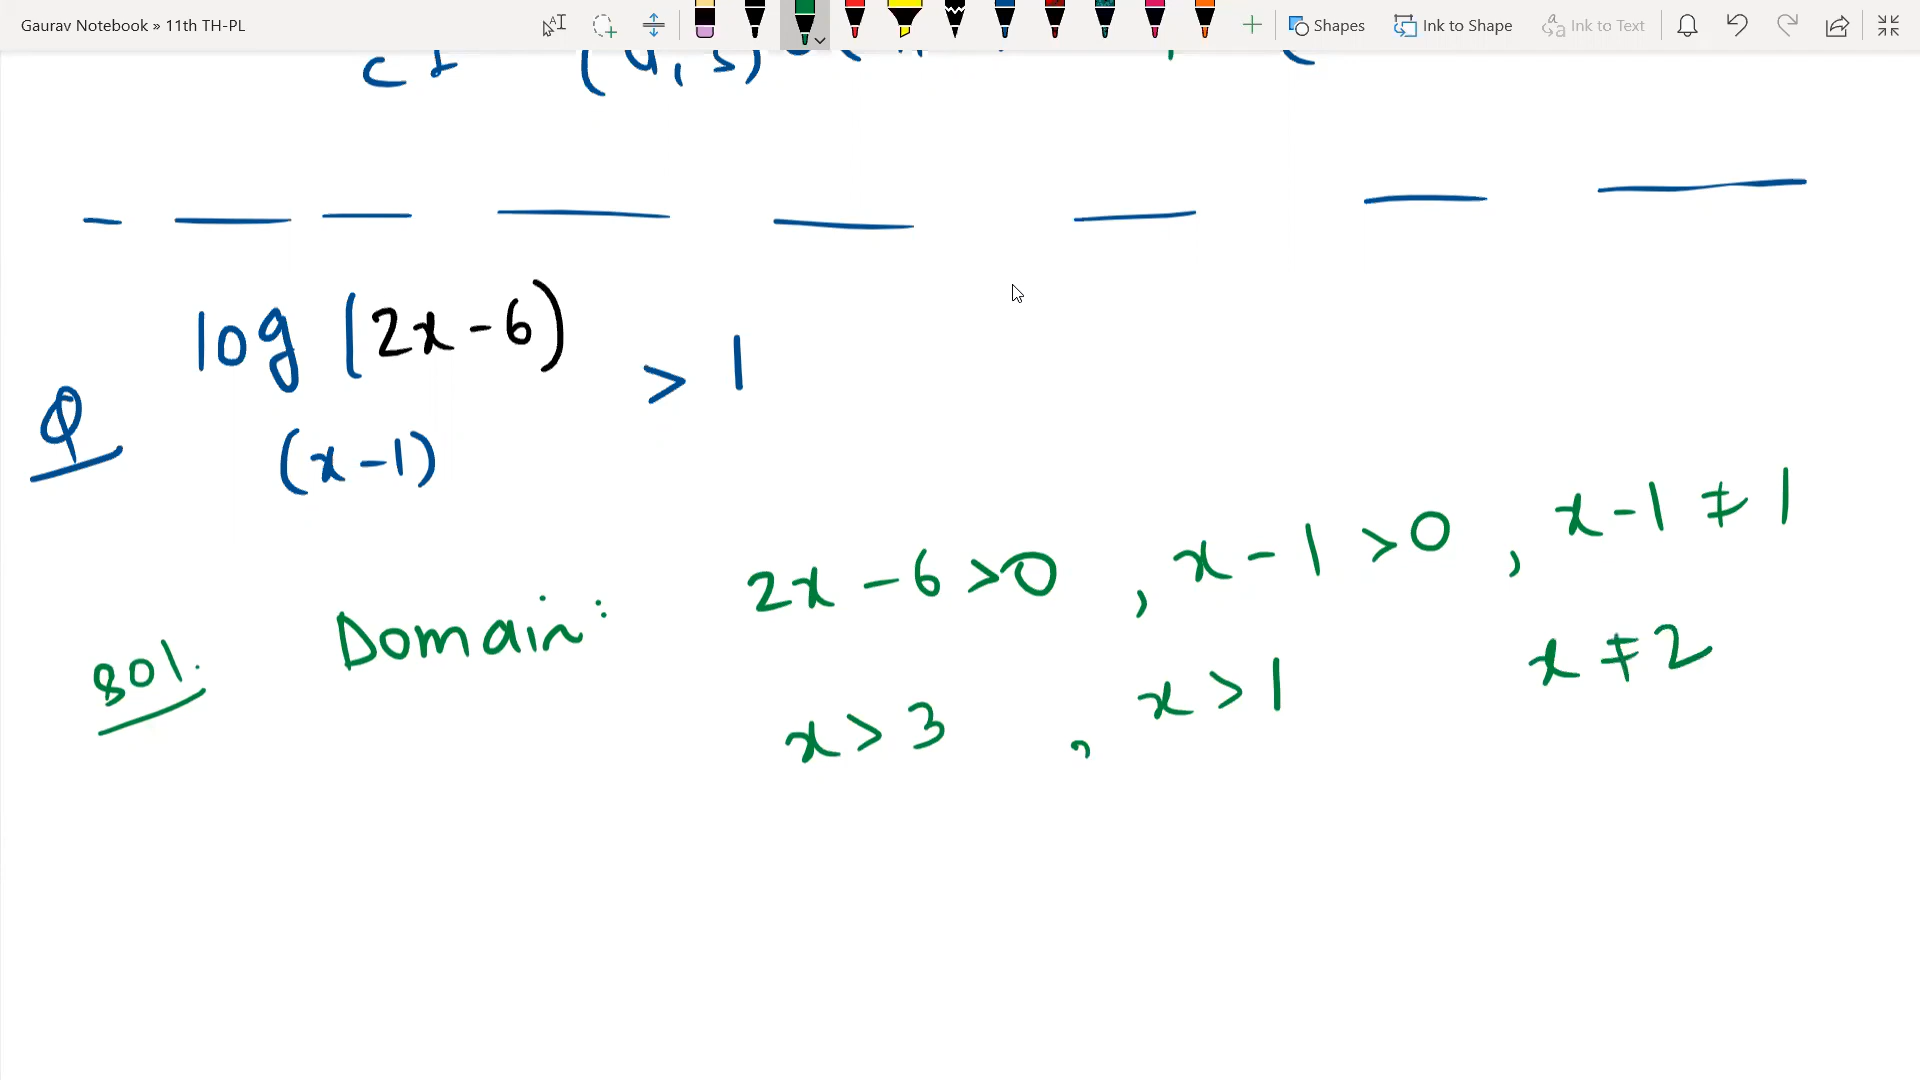 Gaurav Notebook » 11th TH-PL
Shapes
Ink to Shape
Ink to Text
Q log (2x-6) > 1
(x-1)
Sol. Domain: 2x - 6 >0 , x - 1 >0 , x-1 ≠ 1
x > 3 , x > 1 x ≠ 2